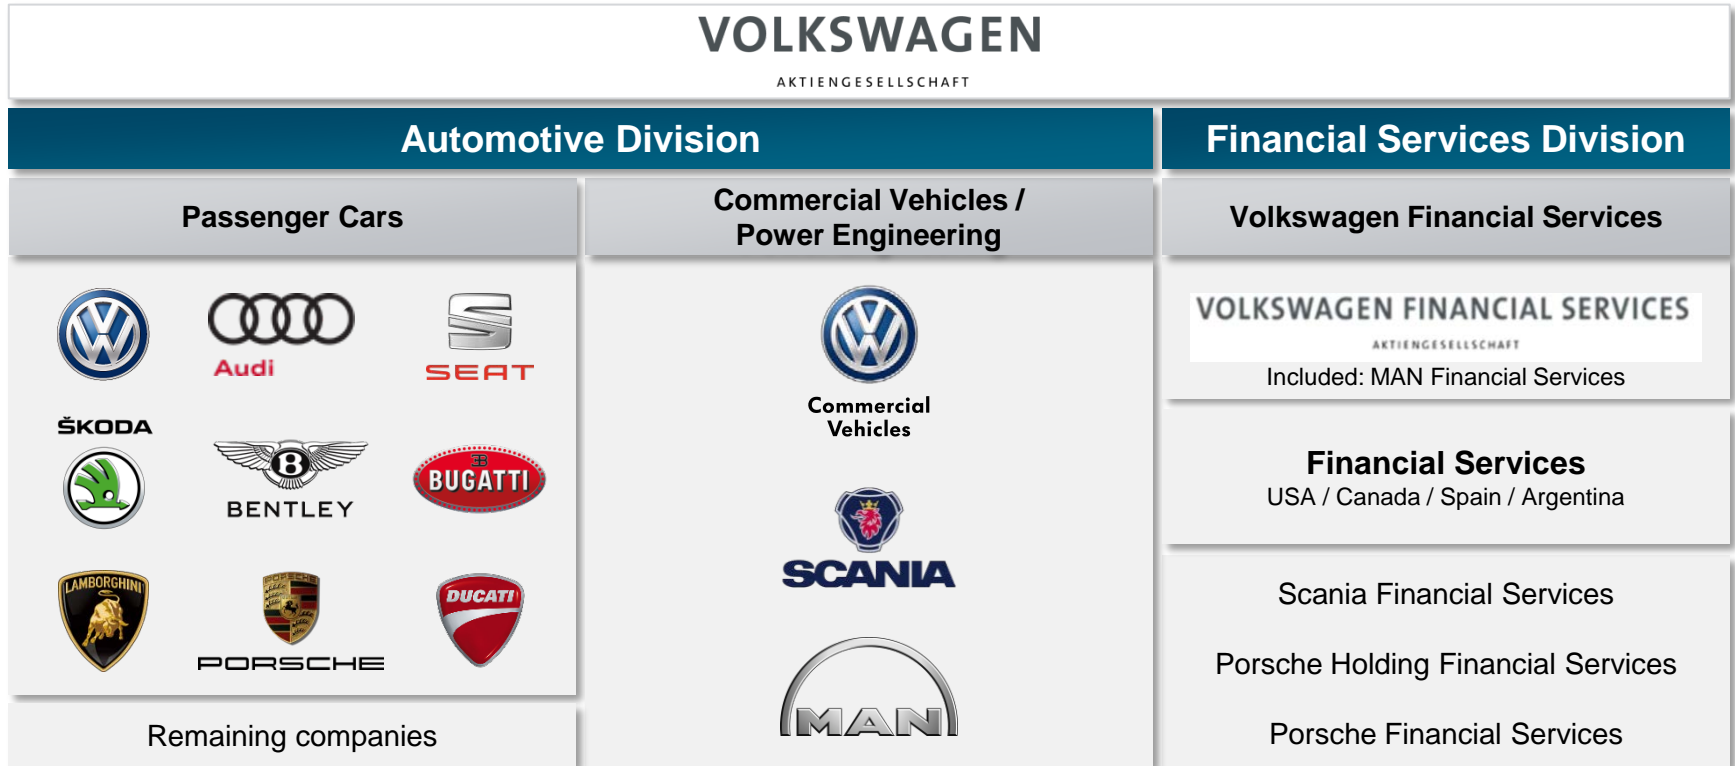 VOLKSWAGEN
AKTIENGESELLSCHAFT
Automotive Division
Financial Services Division
Passenger Cars
Commercial Vehicles /
Power Engineering
Volkswagen Financial Services
Audi
SEAT
ŠKODA
BENTLEY
BUGATTI
LAMBORGHINI
PORSCHE
PORSCHE
DUCATI
Remaining companies
Commercial
Vehicles
SCANIA
MAN
VOLKSWAGEN FINANCIAL SERVICES
AKTIENGESELLSCHAFT
Included: MAN Financial Services
Financial Services
USA / Canada / Spain / Argentina
Scania Financial Services
Porsche Holding Financial Services
Porsche Financial Services